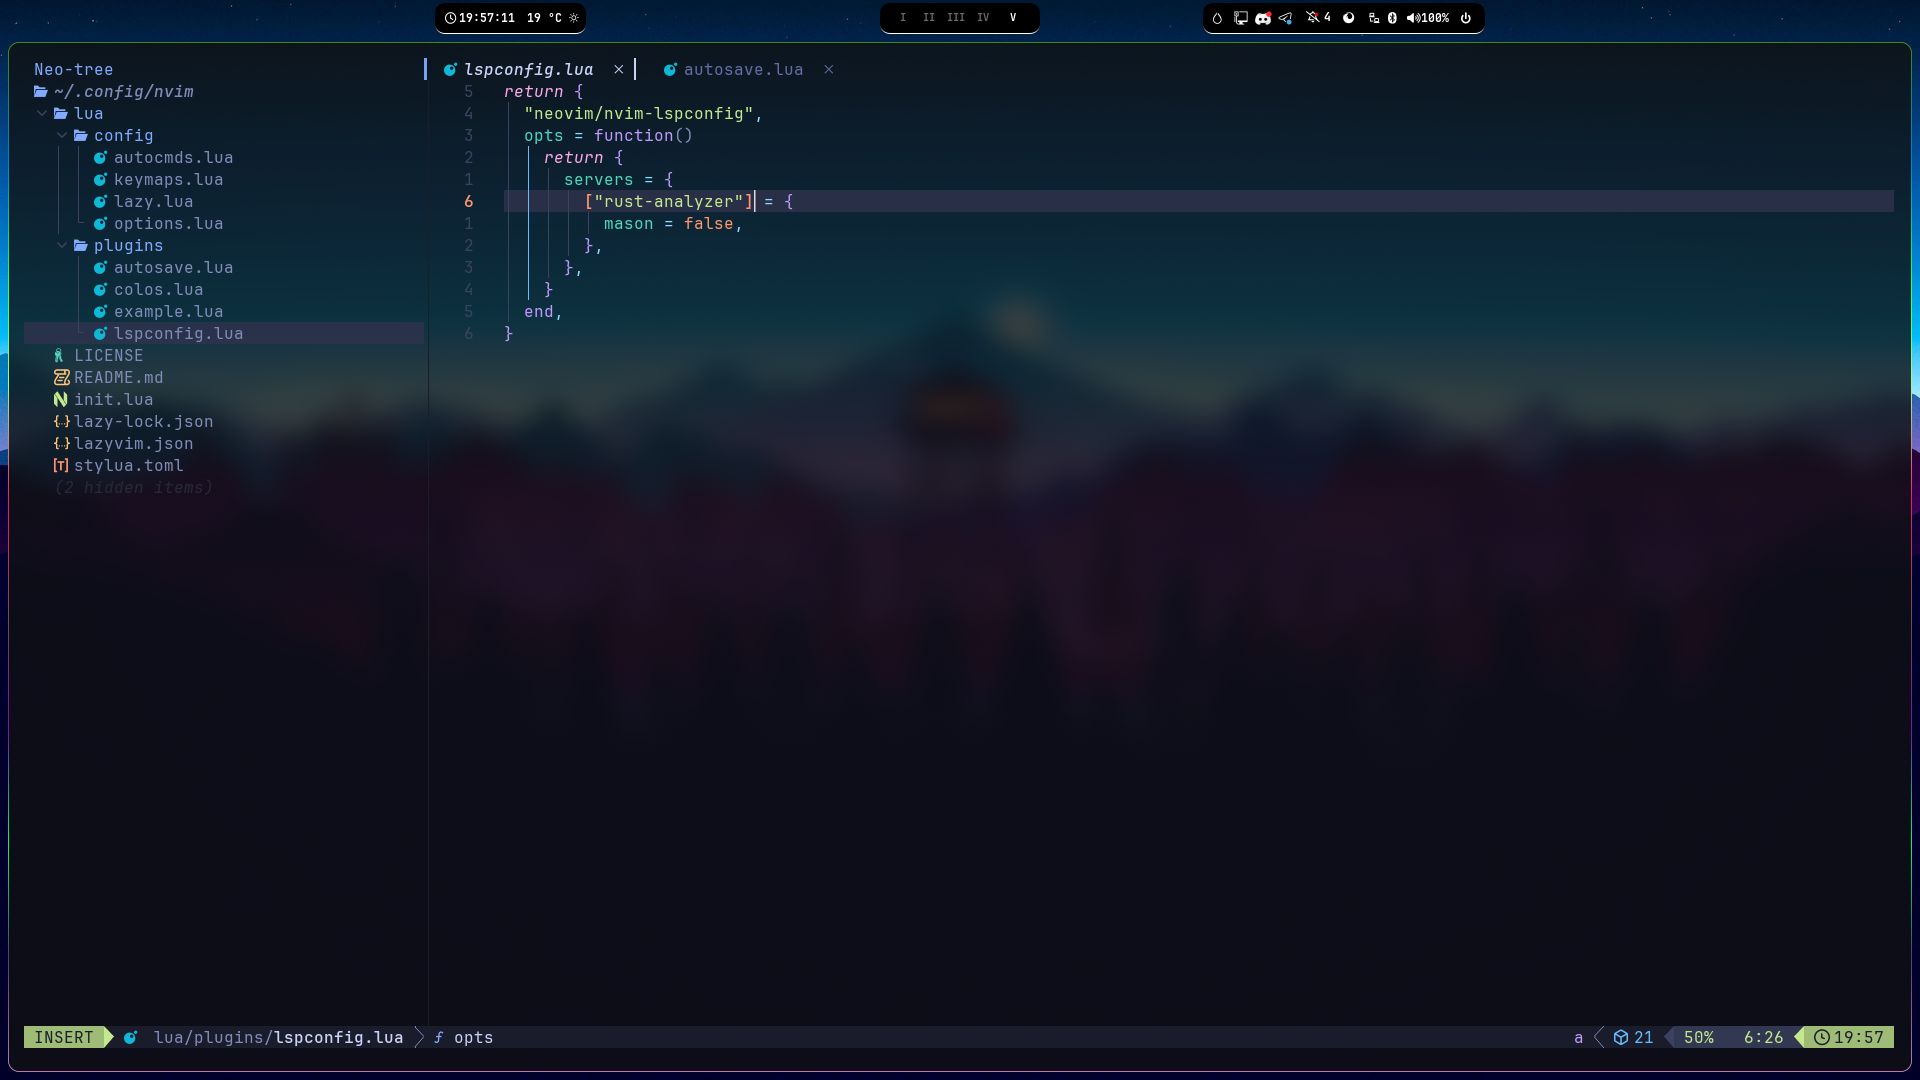 19:57:11 19 °C
I II III IV V
4 100%
Neo-tree
~/.config/nvim
lua
config
autocmds.lua
keymaps.lua
lazy.lua
options.lua
plugins
autosave.lua
colos.lua
example.lua
lspconfig.lua
LICENSE
README.md
init.lua
lazy-lock.json
lazyvim.json
stylua.toml
(2 hidden items)
lspconfig.lua × autosave.lua ×
5 return {
4 "neovim/nvim-lspconfig",
3 opts = function()
2 return {
1 servers = {
6 ["rust-analyzer"] = {
1 mason = false,
2 },
3 },
4 }
5 end,
6 }
INSERT lua/plugins/lspconfig.lua f opts a 21 50% 6:26 19:57